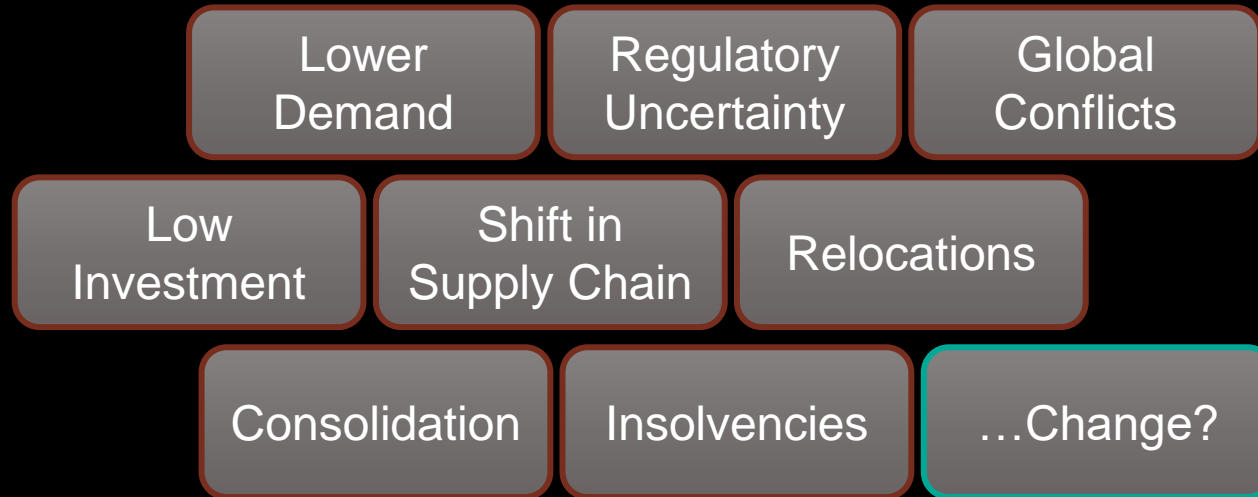 Lower
Demand
Regulatory
Uncertainty
Global
Conflicts
Low
Investment
Shift in
Supply Chain
Relocations
Consolidation
Insolvencies
…Change?